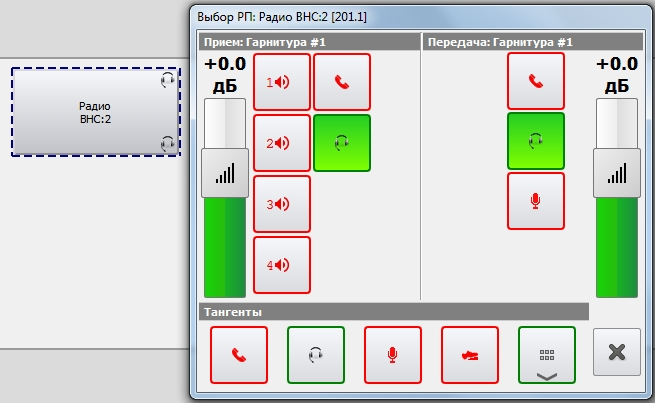 Выбор РП: Радио ВНС:2 [201.1]
Прием: Гарнитура #1
Передача: Гарнитура #1
+0.0
дБ
1
2
3
4
+0.0
дБ
Радио
ВНС:2
Тангенты